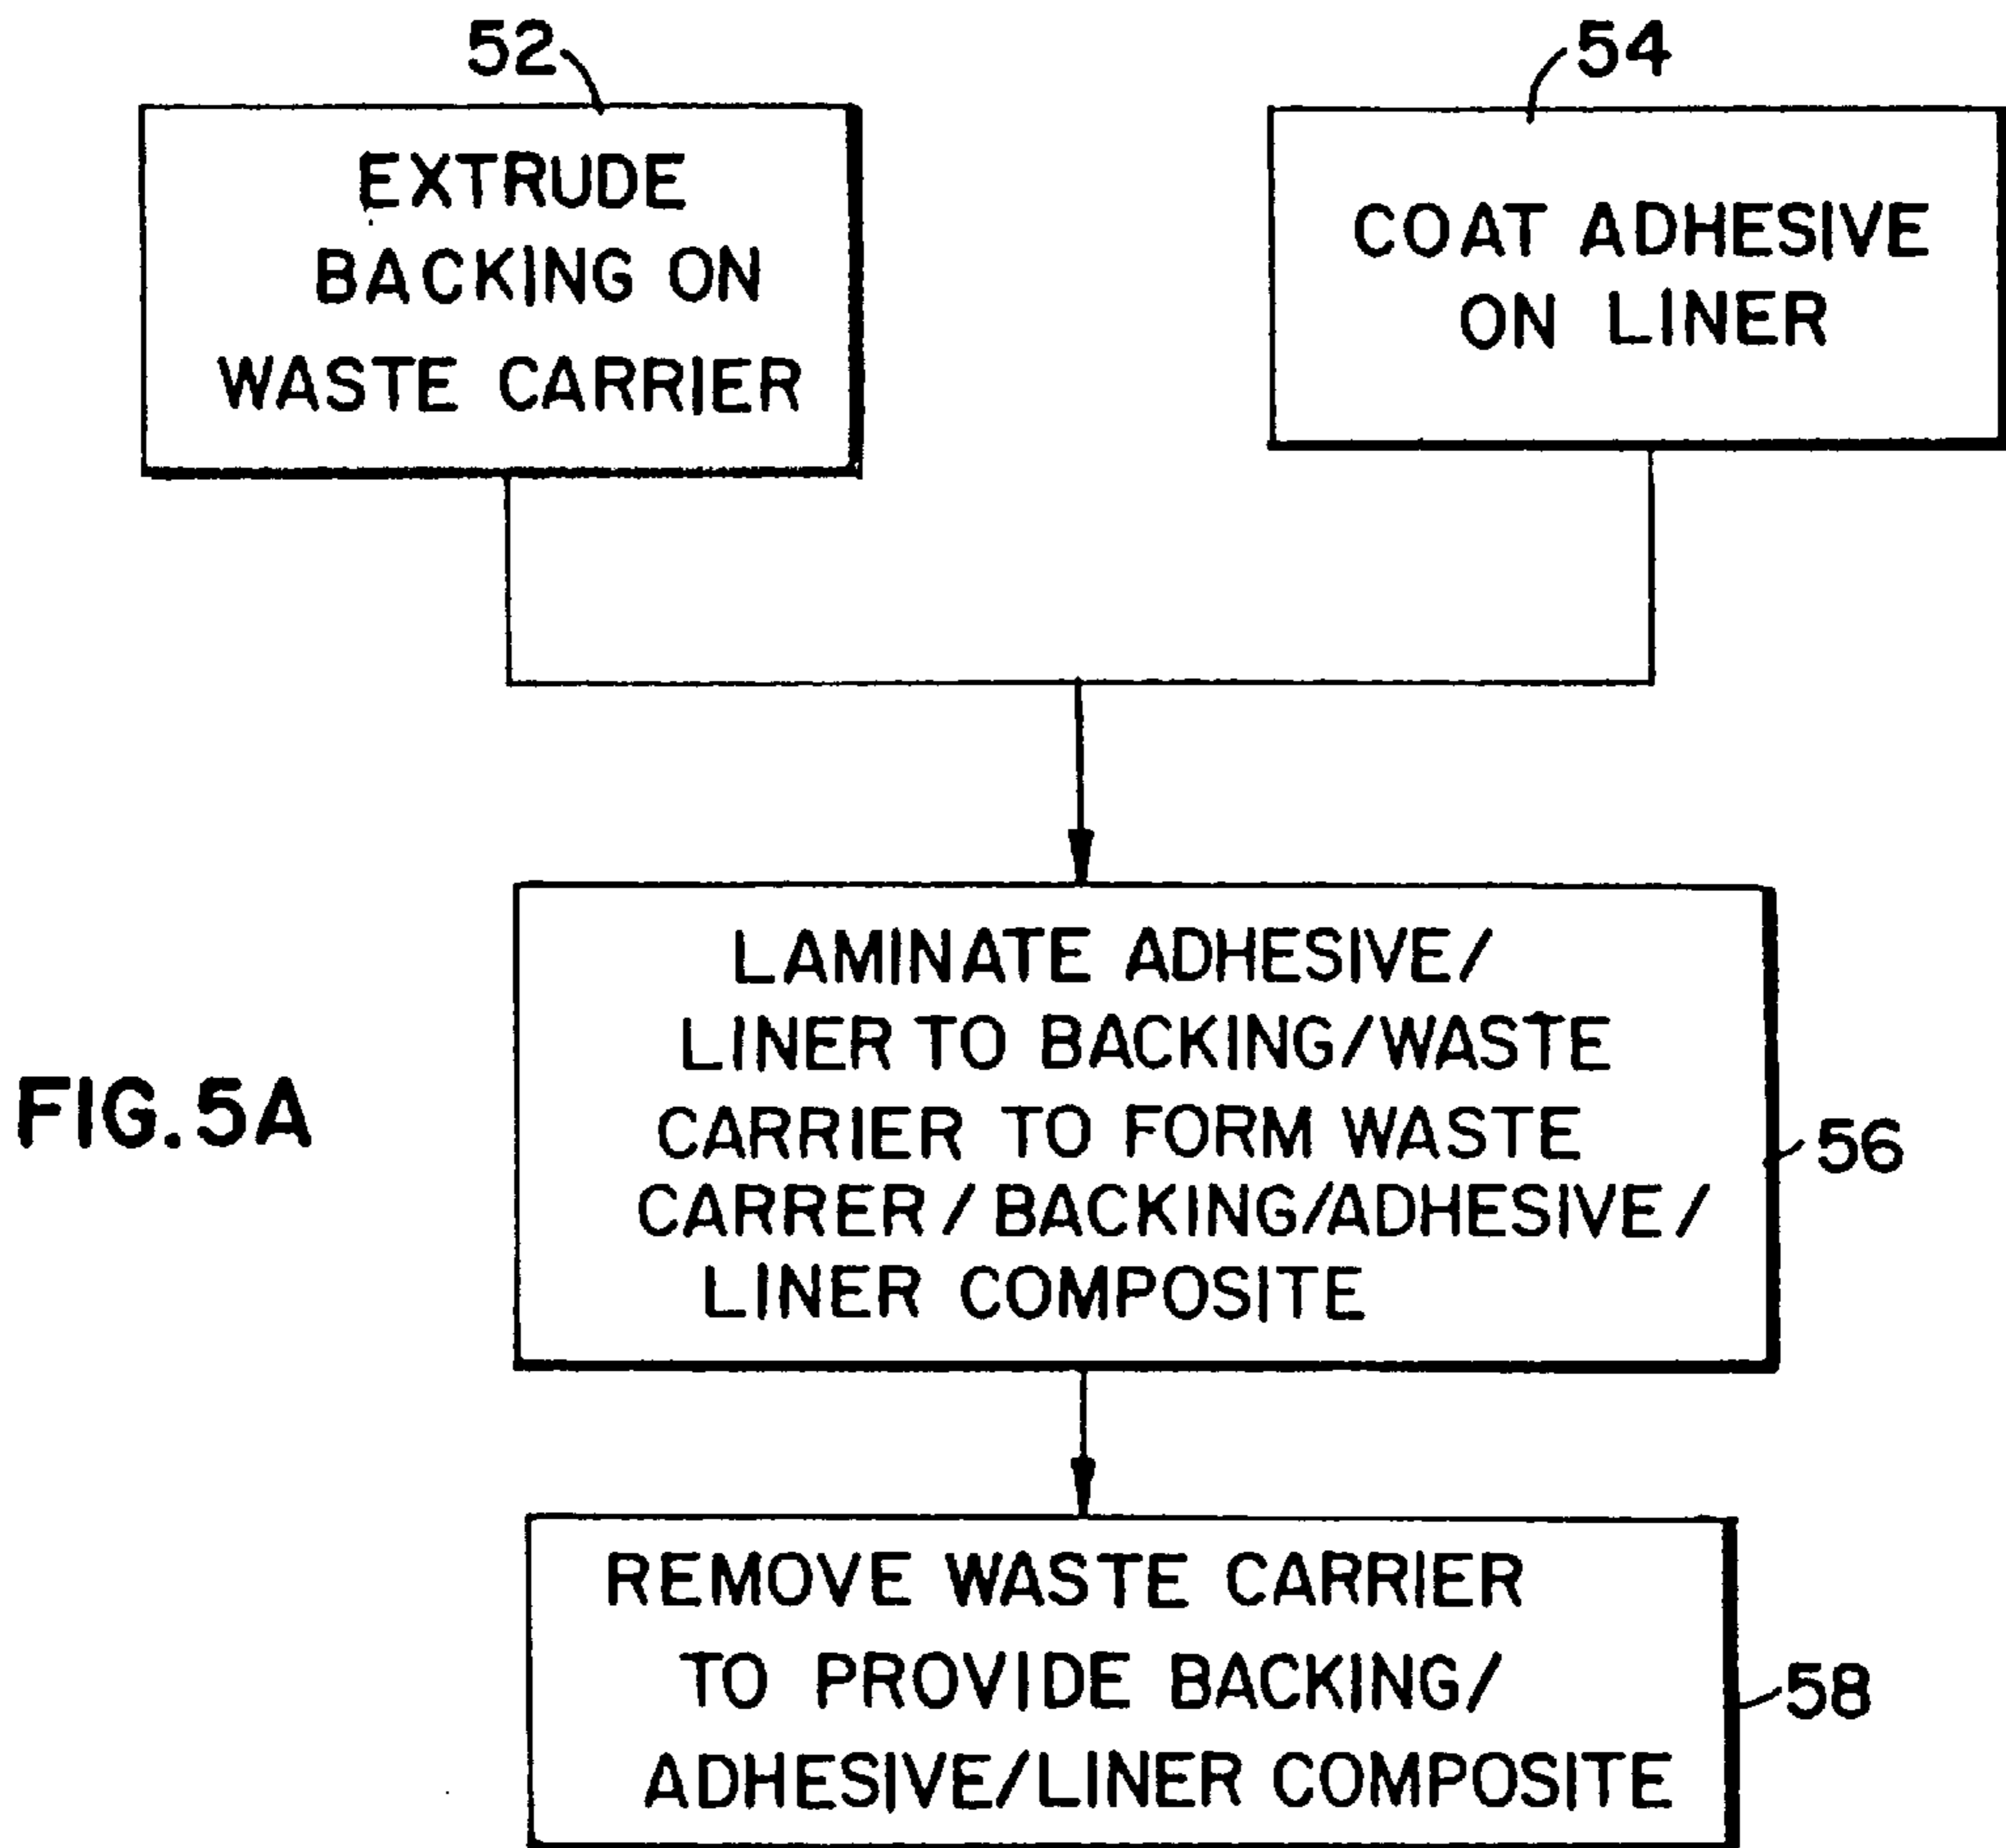 52
EXTRUDE
BACKING ON
WASTE CARRIER
54
COAT ADHESIVE
ON LINER
LAMINATE ADHESIVE/
LINER TO BACKING/WASTE
CARRIER TO FORM WASTE
CARRER/BACKING/ADHESIVE/
LINER COMPOSITE
56
FIG.5A
REMOVE WASTE CARRIER
TO PROVIDE BACKING/
ADHESIVE/LINER COMPOSITE
58